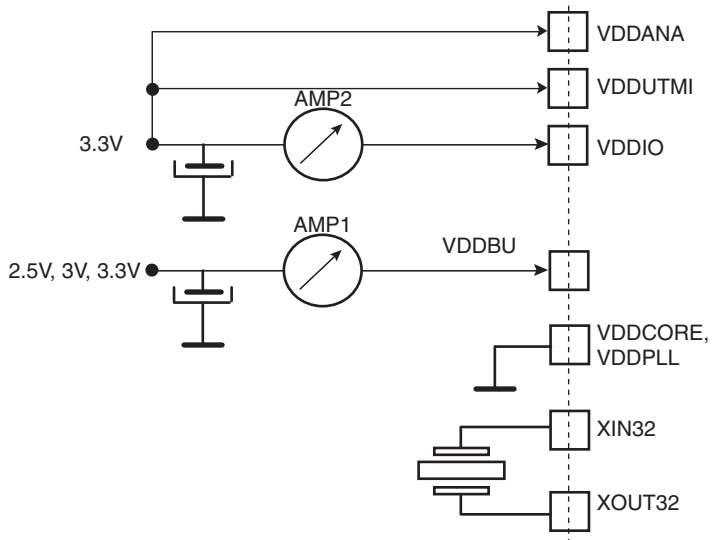 VDDANA
VDDUTMI
AMP2
3.3V
VDDIO
AMP1
VDDBU
2.5V, 3V, 3.3V
VDDCORE,
VDDPLL
XIN32
XOUT32